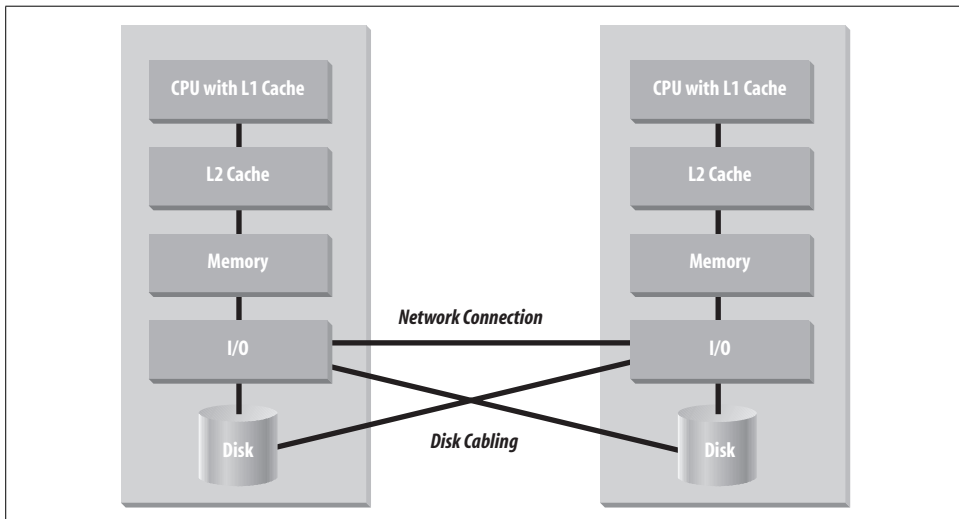 CPU with L1 Cache
L2 Cache
Memory
I/O
Disk
Network Connection
Disk Cabling
CPU with L1 Cache
L2 Cache
Memory
I/O
Disk